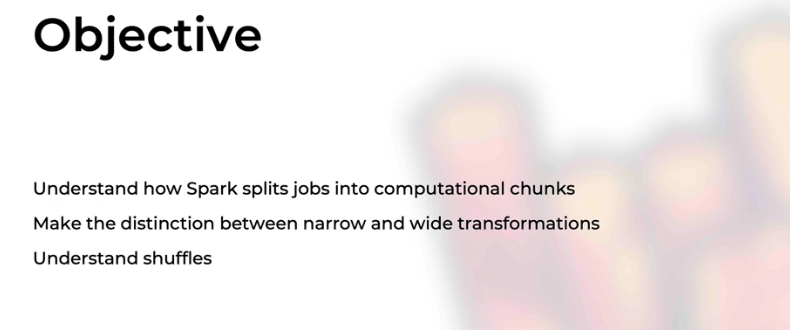 Objective
Understand how Spark splits jobs into computational chunks
Make the distinction between narrow and wide transformations
Understand shuffles